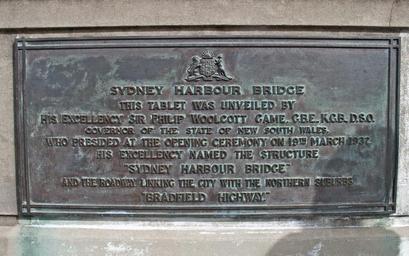 SYDNEY HARBOUR BRIDGE
THIS TABLET WAS UNVEILED BY
HIS EXCELLENCY SIR PHILIP WOOLCOTT GAME, G.B.E., K.C.B., D.S.O.
GOVERNOR OF THE STATE OF NEW SOUTH WALES,
WHO PRESIDED AT THE OPENING CEREMONY ON 19TH MARCH 1932.
HIS EXCELLENCY NAMED THE STRUCTURE
"SYDNEY HARBOUR BRIDGE"
AND THE ROADWAY LINKING THE CITY WITH THE NORTHERN SUBURBS
"BRADFIELD HIGHWAY."